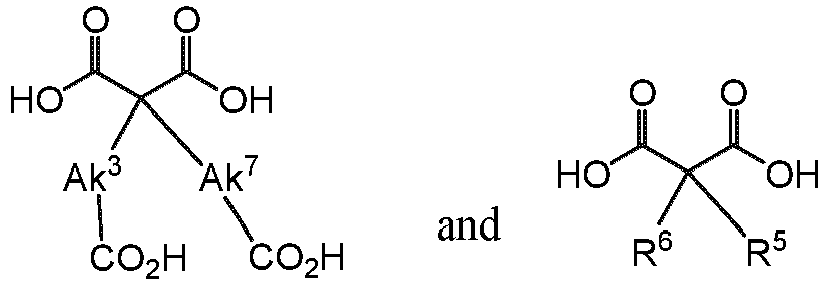 O O
HO OH
Ak³ Ak⁷
CO₂H CO₂H
and
O O
HO OH
R⁶ R⁵